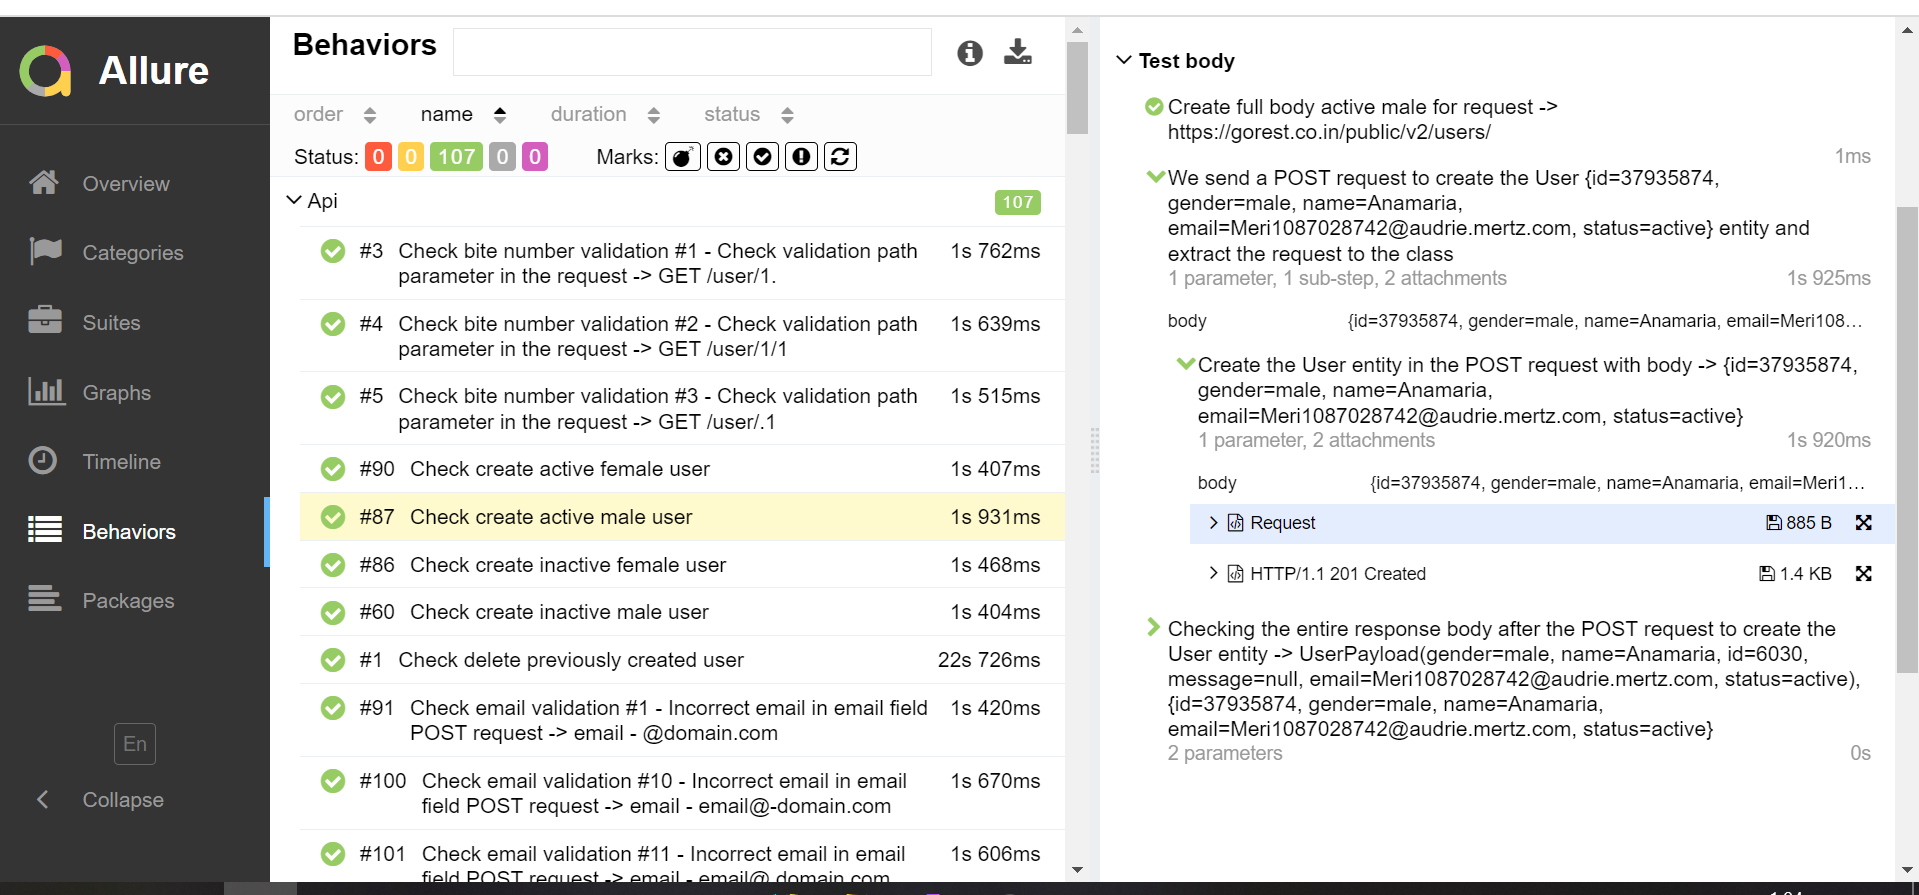 Allure
Overview
Categories
Suites
Graphs
Timeline
Behaviors
Packages
En
Collapse
Behaviors
order name duration status
Status: 0 0 107 0 0 Marks:
Api 107
#3 Check bite number validation #1 - Check validation path 1s 762ms
parameter in the request -> GET /user/1.
#4 Check bite number validation #2 - Check validation path 1s 639ms
parameter in the request -> GET /user/1/1
#5 Check bite number validation #3 - Check validation path 1s 515ms
parameter in the request -> GET /user/.1
#90 Check create active female user 1s 407ms
#87 Check create active male user 1s 931ms
#86 Check create inactive female user 1s 468ms
#60 Check create inactive male user 1s 404ms
#1 Check delete previously created user 22s 726ms
#91 Check email validation #1 - Incorrect email in email field 1s 420ms
POST request -> email - @domain.com
#100 Check email validation #10 - Incorrect email in email 1s 670ms
field POST request -> email - email@-domain.com
#101 Check email validation #11 - Incorrect email in email 1s 606ms
field POST request -> email - email@.domain.com
Test body
Create full body active male for request ->
https://gorest.co.in/public/v2/users/
1ms
We send a POST request to create the User {id=37935874,
gender=male, name=Anamaria,
email=Meri1087028742@audrie.mertz.com, status=active} entity and
extract the request to the class
1 parameter, 1 sub-step, 2 attachments 1s 925ms
body {id=37935874, gender=male, name=Anamaria, email=Meri108…
Create the User entity in the POST request with body -> {id=37935874,
gender=male, name=Anamaria,
email=Meri1087028742@audrie.mertz.com, status=active}
1 parameter, 2 attachments 1s 920ms
body {id=37935874, gender=male, name=Anamaria, email=Meri1…
Request 885 B
HTTP/1.1 201 Created 1.4 KB
Checking the entire response body after the POST request to create the
User entity -> UserPayload(gender=male, name=Anamaria, id=6030,
message=null, email=Meri1087028742@audrie.mertz.com, status=active),
{id=37935874, gender=male, name=Anamaria,
email=Meri1087028742@audrie.mertz.com, status=active}
2 parameters 0s